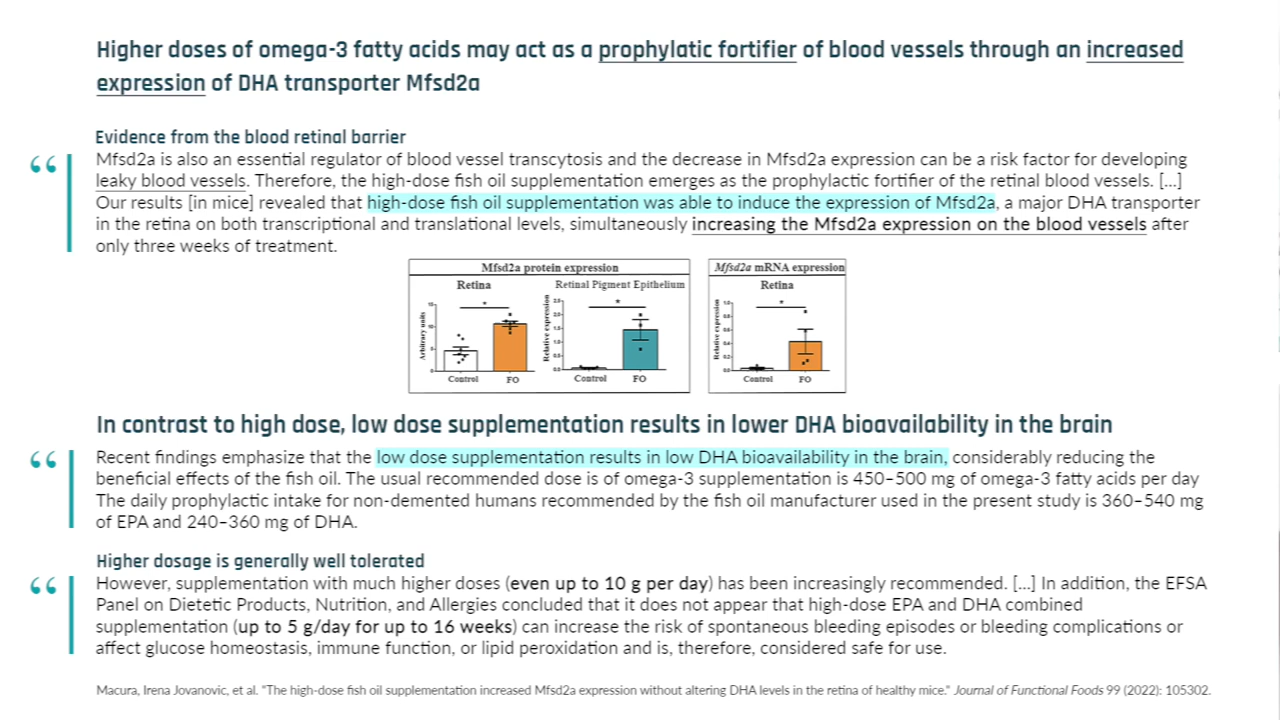 Higher doses of omega-3 fatty acids may act as a prophylatic fortifier of blood vessels through an increased
expression of DHA transporter Mfsd2a
Evidence from the blood retinal barrier
“ Mfsd2a is also an essential regulator of blood vessel transcytosis and the decrease in Mfsd2a expression can be a risk factor for developing
leaky blood vessels. Therefore, the high-dose fish oil supplementation emerges as the prophylactic fortifier of the retinal blood vessels. [...]
Our results [in mice] revealed that high-dose fish oil supplementation was able to induce the expression of Mfsd2a, a major DHA transporter
in the retina on both transcriptional and translational levels, simultaneously increasing the Mfsd2a expression on the blood vessels after
only three weeks of treatment.
Mfsd2a protein expression
Retina
Arbitrary units
*
Control FO
Retinal Pigment Epithelium
Relative expression
*
Control FO
Mfsd2a mRNA expression
Retina
Relative expression
*
Control FO
In contrast to high dose, low dose supplementation results in lower DHA bioavailability in the brain
“ Recent findings emphasize that the low dose supplementation results in low DHA bioavailability in the brain, considerably reducing the
beneficial effects of the fish oil. The usual recommended dose is of omega-3 supplementation is 450–500 mg of omega-3 fatty acids per day
The daily prophylactic intake for non-demented humans recommended by the fish oil manufacturer used in the present study is 360–540 mg
of EPA and 240–360 mg of DHA.
Higher dosage is generally well tolerated
“ However, supplementation with much higher doses (even up to 10 g per day) has been increasingly recommended. [...] In addition, the EFSA
Panel on Dietetic Products, Nutrition, and Allergies concluded that it does not appear that high-dose EPA and DHA combined
supplementation (up to 5 g/day for up to 16 weeks) can increase the risk of spontaneous bleeding episodes or bleeding complications or
affect glucose homeostasis, immune function, or lipid peroxidation and is, therefore, considered safe for use.
Macura, Irena Jovanovic, et al. "The high-dose fish oil supplementation increased Mfsd2a expression without altering DHA levels in the retina of healthy mice." Journal of Functional Foods 99 (2022): 105302.